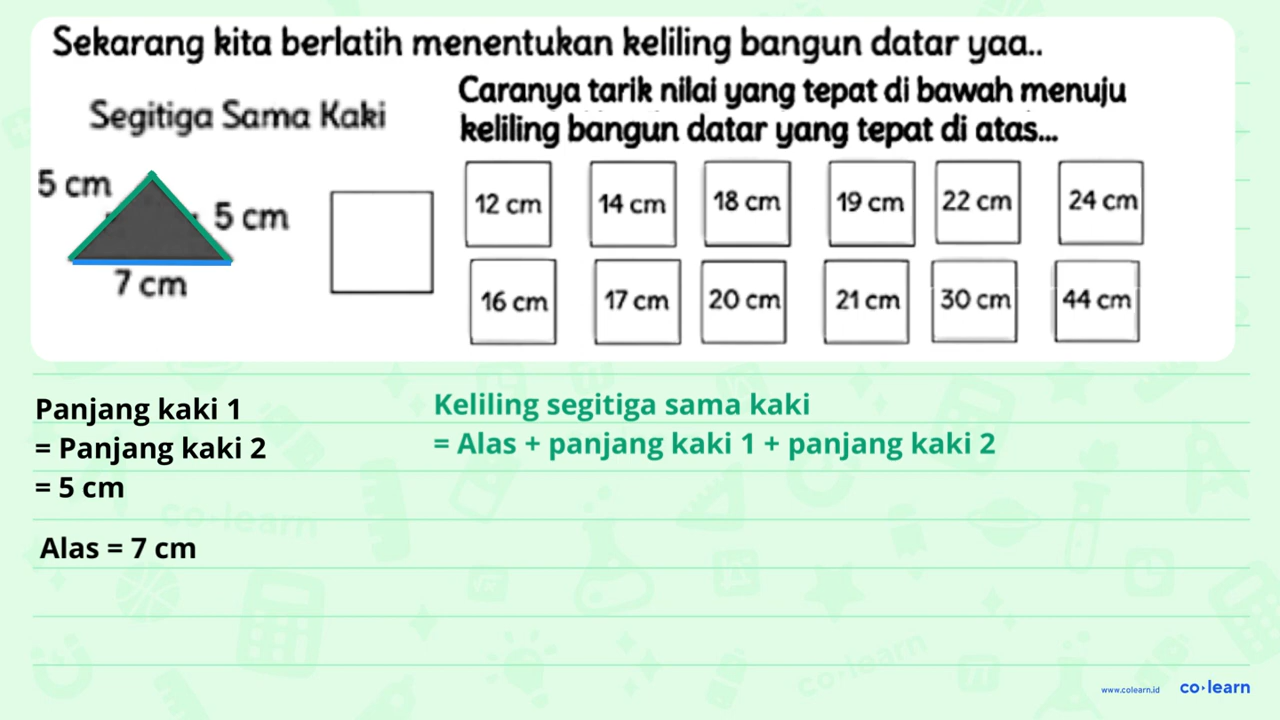 Sekarang kita berlatih menentukan keliling bangun datar yaa..
Segitiga Sama Kaki
Caranya tarik nilai yang tepat di bawah menuju
keliling bangun datar yang tepat di atas...
5 cm
5 cm
7 cm
12 cm 14 cm 18 cm 19 cm 22 cm 24 cm
16 cm 17 cm 20 cm 21 cm 30 cm 44 cm
Panjang kaki 1
= Panjang kaki 2
= 5 cm
Alas = 7 cm
Keliling segitiga sama kaki
= Alas + panjang kaki 1 + panjang kaki 2
co·learn
co·learn
www.colearn.id co·learn